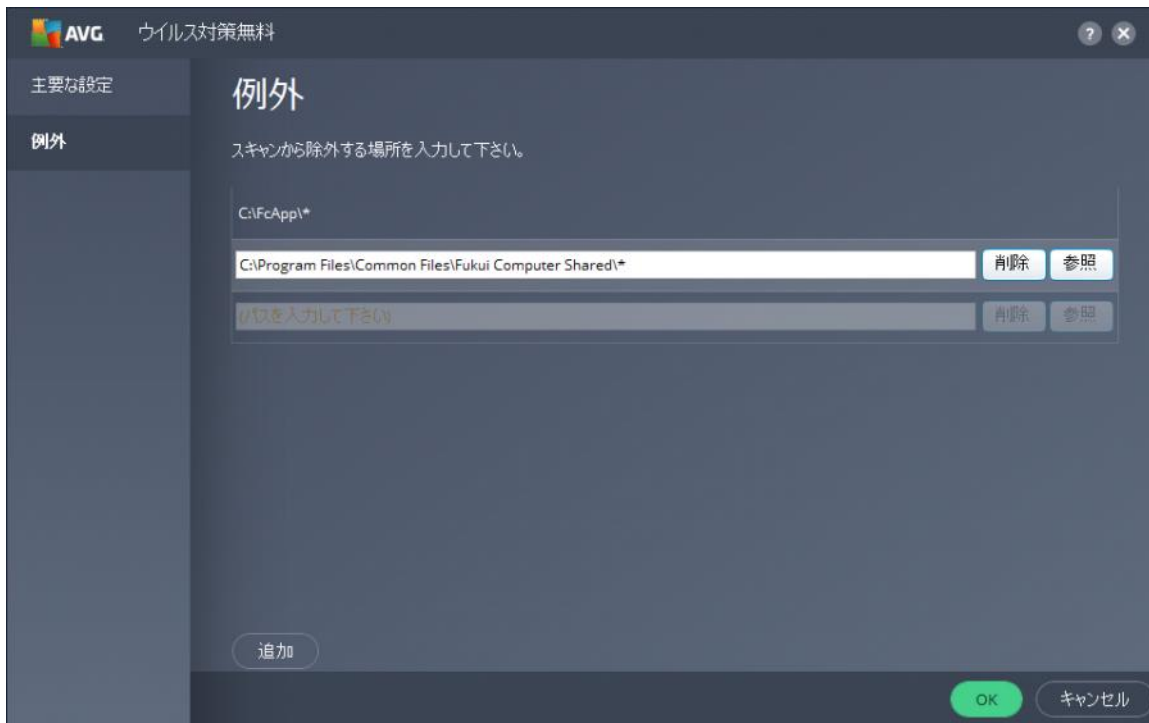 AVG ウイルス対策無料
? ×
主要な設定
例外
例外
スキャンから除外する場所を入力して下さい。
C:\FcApp\*
C:\Program Files\Common Files\Fukui Computer Shared\* 削除 参照
(パスを入力して下さい) 削除 参照
追加
OK キャンセル